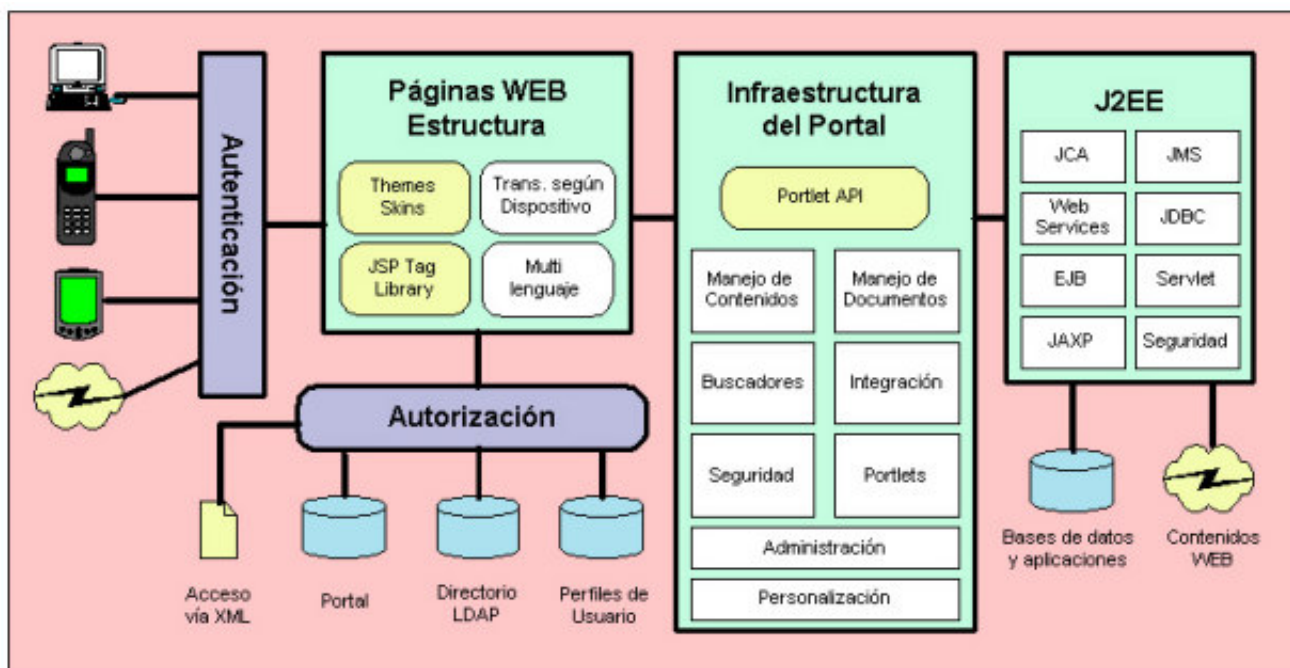 Autenticación
Páginas WEB
Estructura
Themes
Skins
Trans. según
Dispositivo
JSP Tag
Library
Multi
lenguaje
Autorización
Acceso
vía XML
Portal
Directorio
LDAP
Perfiles de
Usuario
Infraestructura
del Portal
Portlet API
Manejo de
Contenidos
Manejo de
Documentos
Buscadores
Integración
Seguridad
Portlets
Administración
Personalización
J2EE
JCA
JMS
Web
Services
JDBC
EJB
Servlet
JAXP
Seguridad
Bases de datos
y aplicaciones
Contenidos
WEB